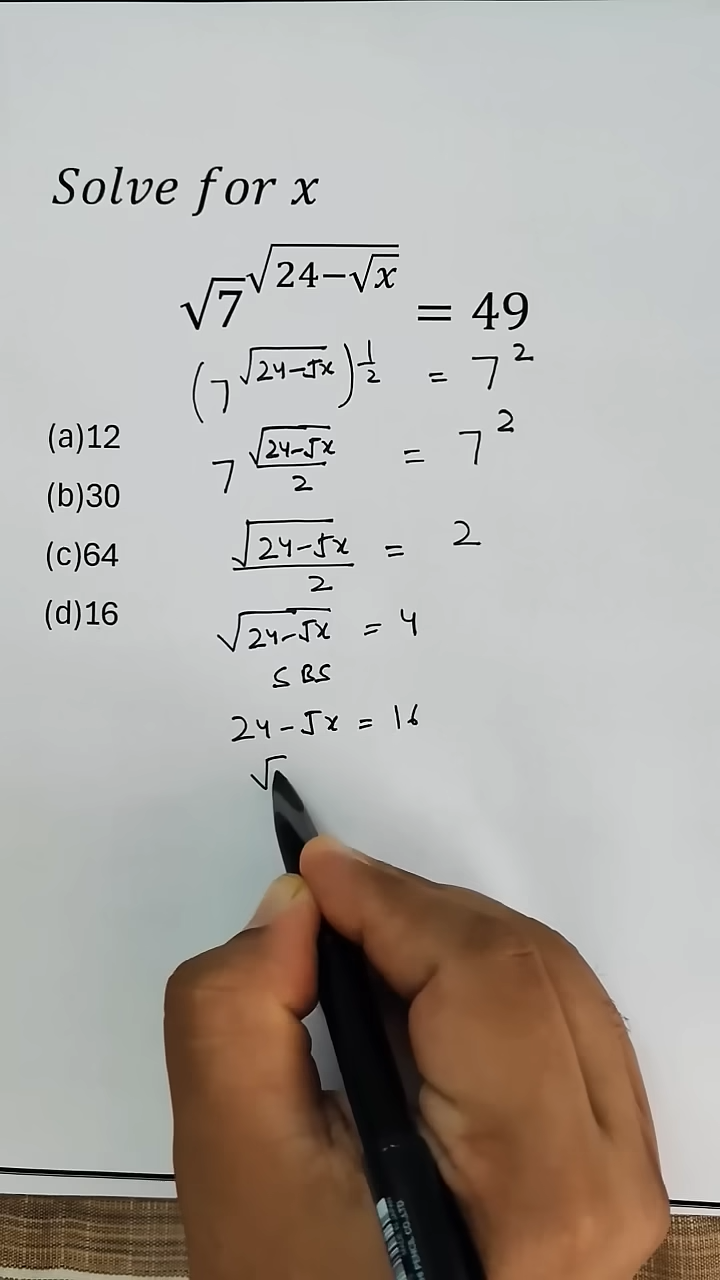 Solve for x
√7^√(24−√x) = 49
(7^√(24-√x))^1/2 = 7^2
(a)12
7^(√(24-√x)/2) = 7^2
(b)30
√(24-√x)/2 = 2
(c)64
(d)16
√(24-√x) = 4
SBS
24-√x = 16
√